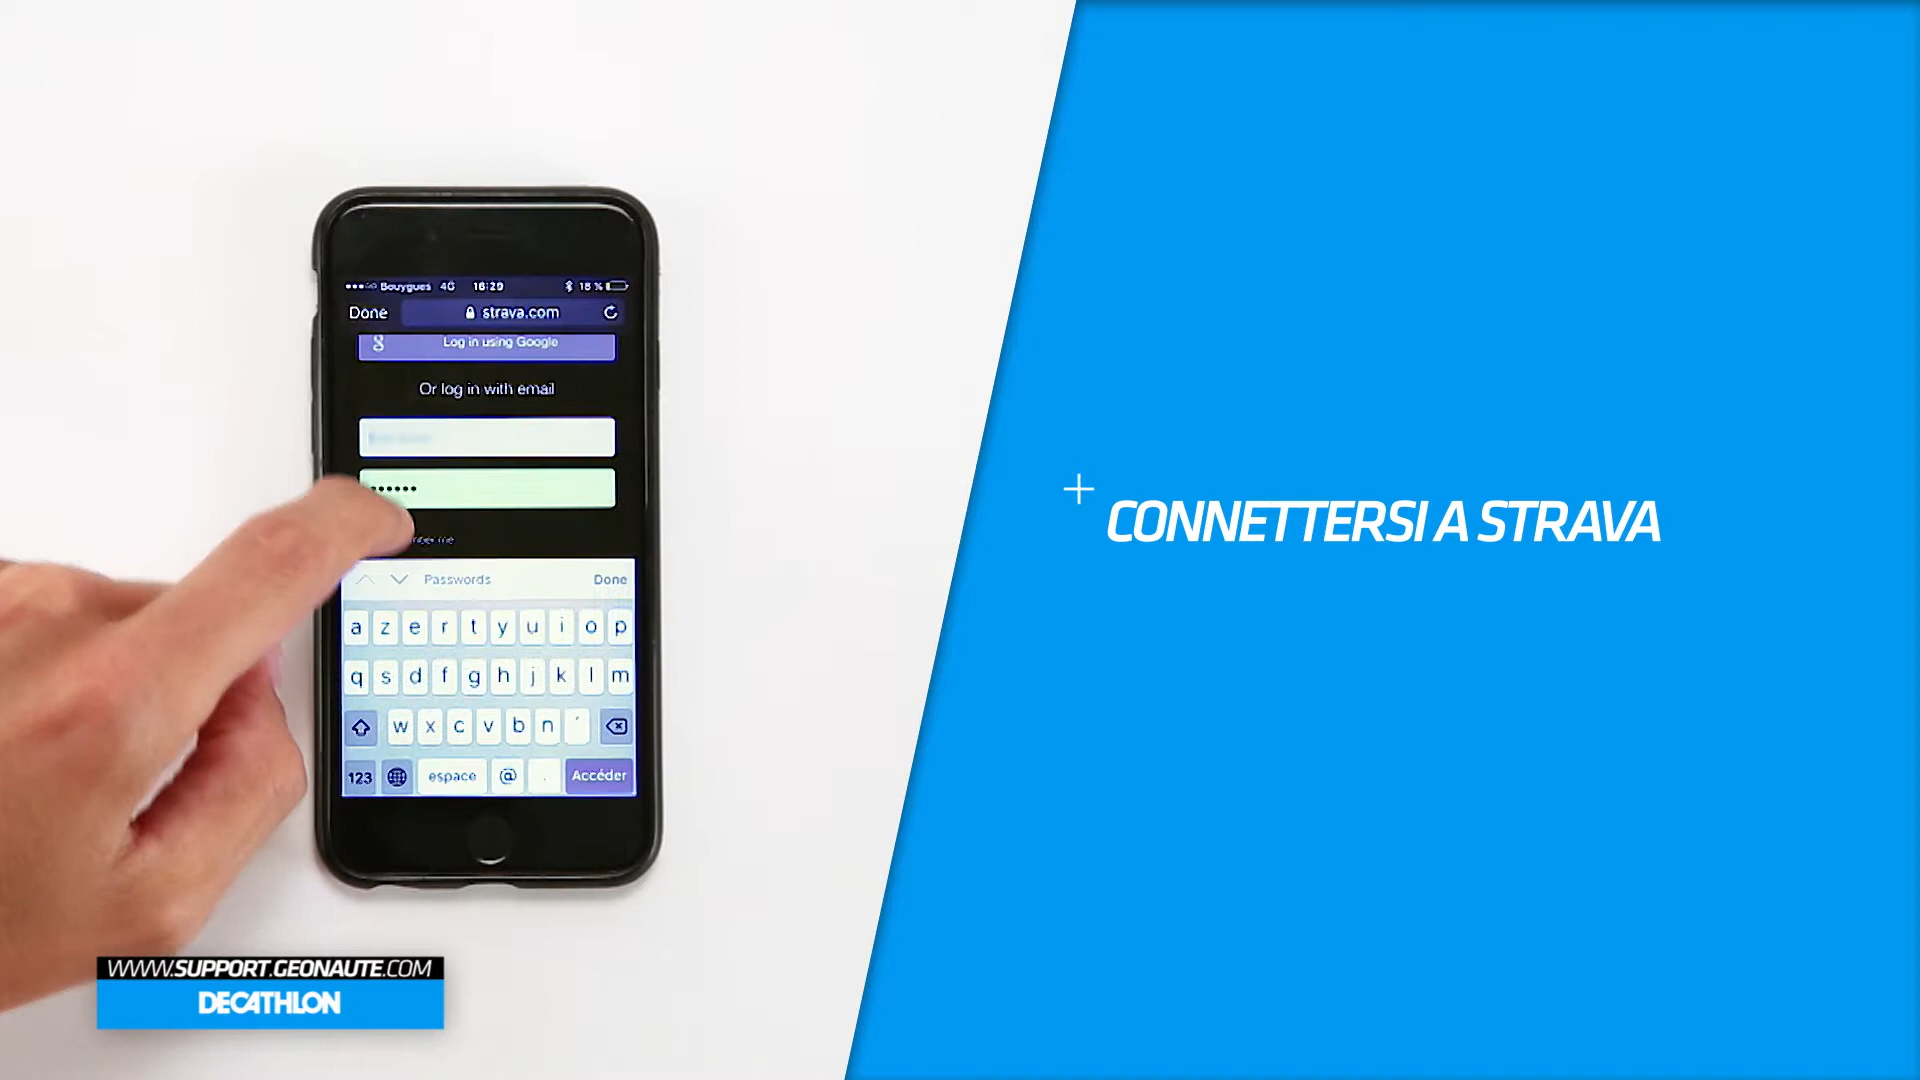 Bouygues 4G 16:29 18 %
Done strava.com
8 Log in using Google
Or log in with email
••••••
Passwords Done
a z e r t y u i o p
q s d f g h j k l m
w x c v b n ´
123 espace @ . Accéder
CONNETTERSI A STRAVA
WWW.SUPPORT.GEONAUTE.COM
DECATHLON